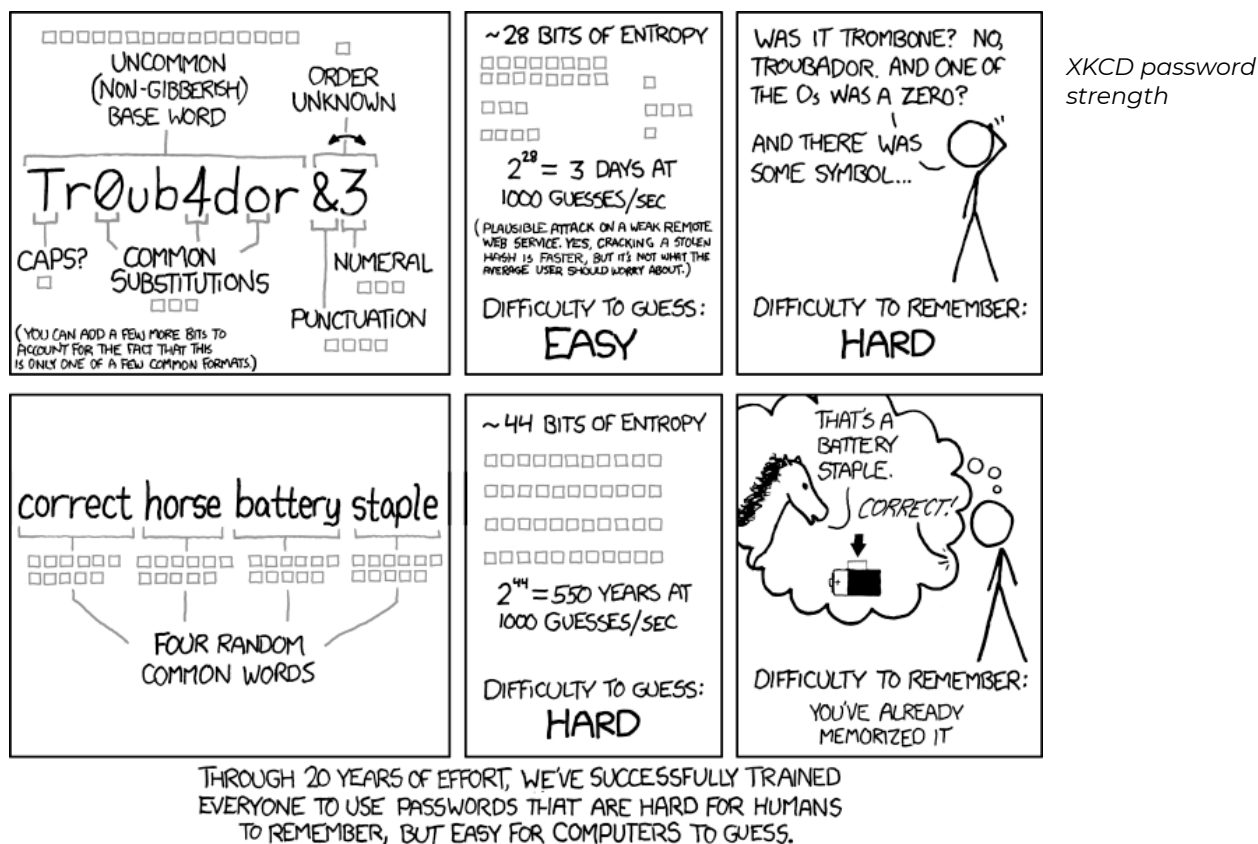 UNCOMMON
(NON-GIBBERISH)
BASE WORD
ORDER
UNKNOWN
Tr0ub4dor &3
CAPS?
COMMON
SUBSTITUTIONS
NUMERAL
PUNCTUATION
(YOU CAN ADD A FEW MORE BITS TO
ACCOUNT FOR THE FACT THAT THIS
IS ONLY ONE OF A FEW COMMON FORMATS.)
~28 BITS OF ENTROPY
2^28 = 3 DAYS AT
1000 GUESSES/SEC
(PLAUSIBLE ATTACK ON A WEAK REMOTE
WEB SERVICE. YES, CRACKING A STOLEN
HASH IS FASTER, BUT IT'S NOT WHAT THE
AVERAGE USER SHOULD WORRY ABOUT.)
DIFFICULTY TO GUESS:
EASY
WAS IT TROMBONE? NO,
TROUBADOR. AND ONE OF
THE Os WAS A ZERO?
AND THERE WAS
SOME SYMBOL...
DIFFICULTY TO REMEMBER:
HARD
XKCD password
strength
correct horse battery staple
FOUR RANDOM
COMMON WORDS
~44 BITS OF ENTROPY
2^44 = 550 YEARS AT
1000 GUESSES/SEC
DIFFICULTY TO GUESS:
HARD
THAT'S A
BATTERY
STAPLE.
CORRECT!
+
DIFFICULTY TO REMEMBER:
YOU'VE ALREADY
MEMORIZED IT
THROUGH 20 YEARS OF EFFORT, WE'VE SUCCESSFULLY TRAINED
EVERYONE TO USE PASSWORDS THAT ARE HARD FOR HUMANS
TO REMEMBER, BUT EASY FOR COMPUTERS TO GUESS.